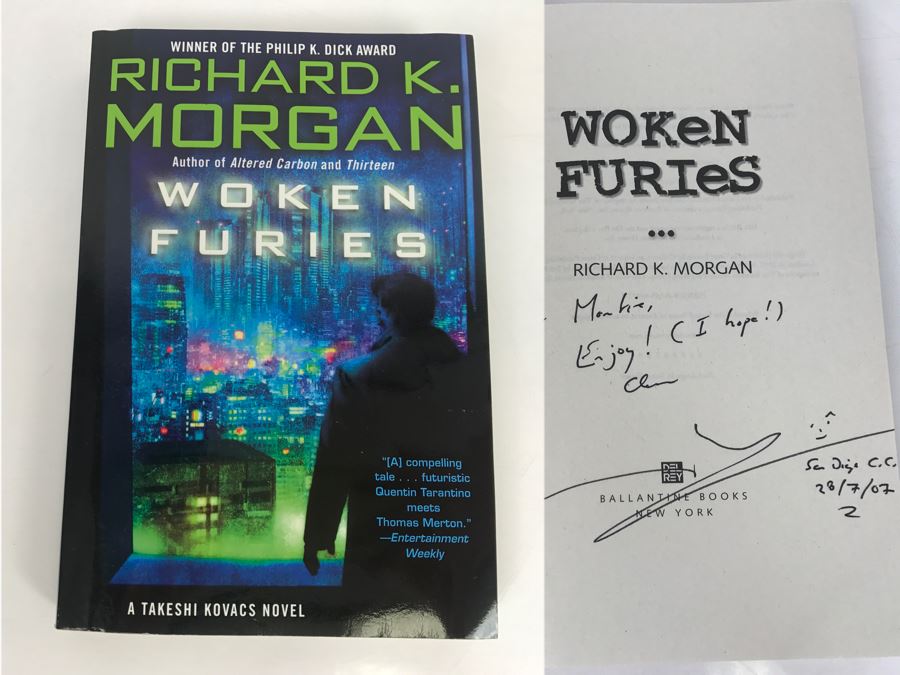 WINNER OF THE PHILIP K. DICK AWARD
RICHARD K.
MORGAN
Author of Altered Carbon and Thirteen
WOKEN
FURIES
"[A] compelling
tale . . . futuristic
Quentin Tarantino
meets
Thomas Merton."
—Entertainment
Weekly
A TAKESHI KOVACS NOVEL
WOKeN
FURIeS
...
RICHARD K. MORGAN
Enjoy! (I hope!)
DEL
REY
BALLANTINE BOOKS
NEW YORK
San Diego C.C.
28/7/07